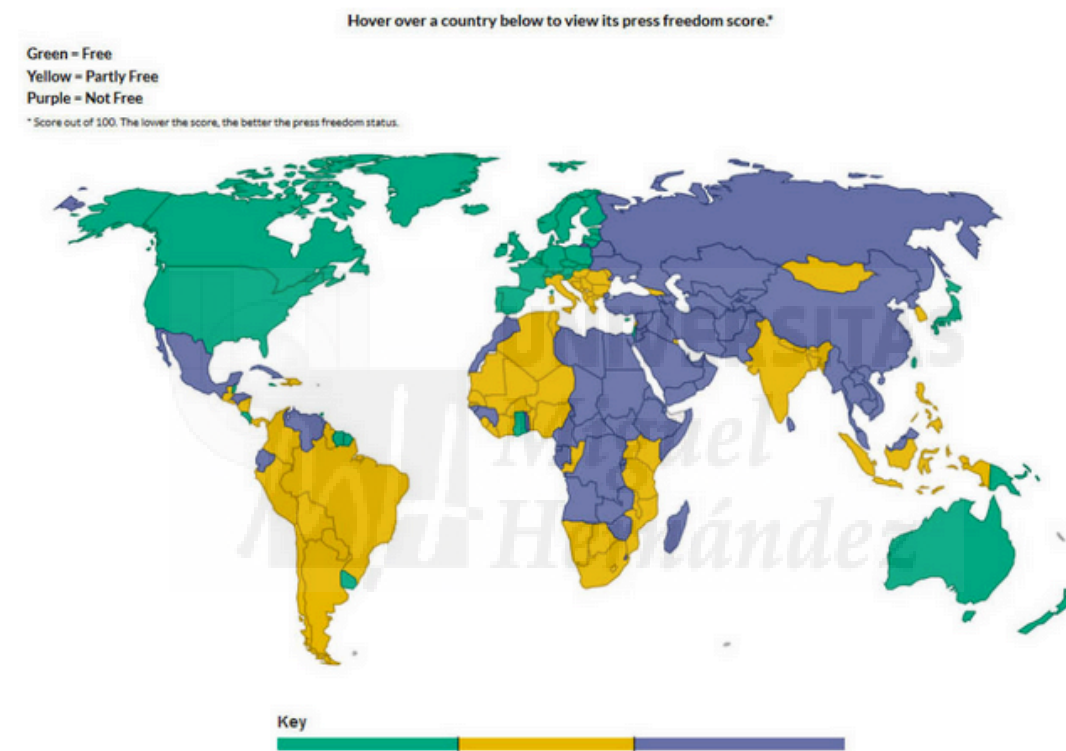 Hover over a country below to view its press freedom score.*
Green = Free
Yellow = Partly Free
Purple = Not Free
* Score out of 100. The lower the score, the better the press freedom status.
UNIVERSITAS
Miguel
Hernández
Key